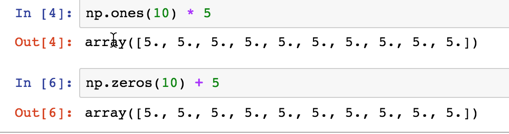 In [4]: np.ones(10) * 5
Out[4]: array([5., 5., 5., 5., 5., 5., 5., 5., 5., 5.])
In [6]: np.zeros(10) + 5
Out[6]: array([5., 5., 5., 5., 5., 5., 5., 5., 5., 5.])